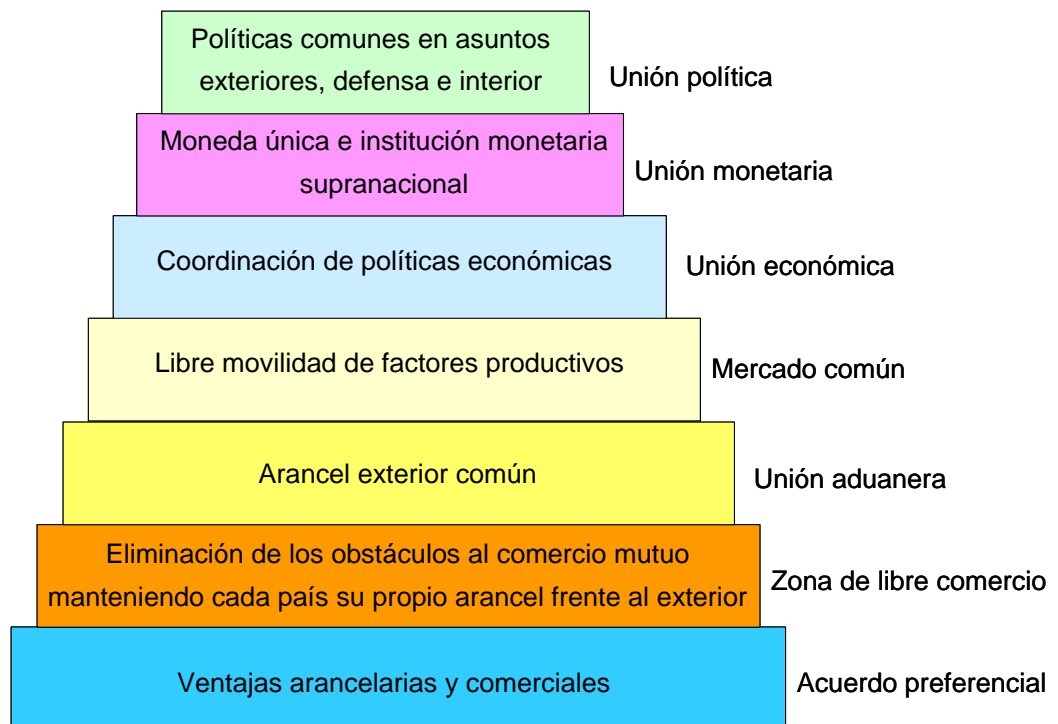 Políticas comunes en asuntos
exteriores, defensa e interior
Unión política
Moneda única e institución monetaria
supranacional
Unión monetaria
Coordinación de políticas económicas
Unión económica
Libre movilidad de factores productivos
Mercado común
Arancel exterior común
Unión aduanera
Eliminación de los obstáculos al comercio mutuo
manteniendo cada país su propio arancel frente al exterior
Zona de libre comercio
Ventajas arancelarias y comerciales
Acuerdo preferencial